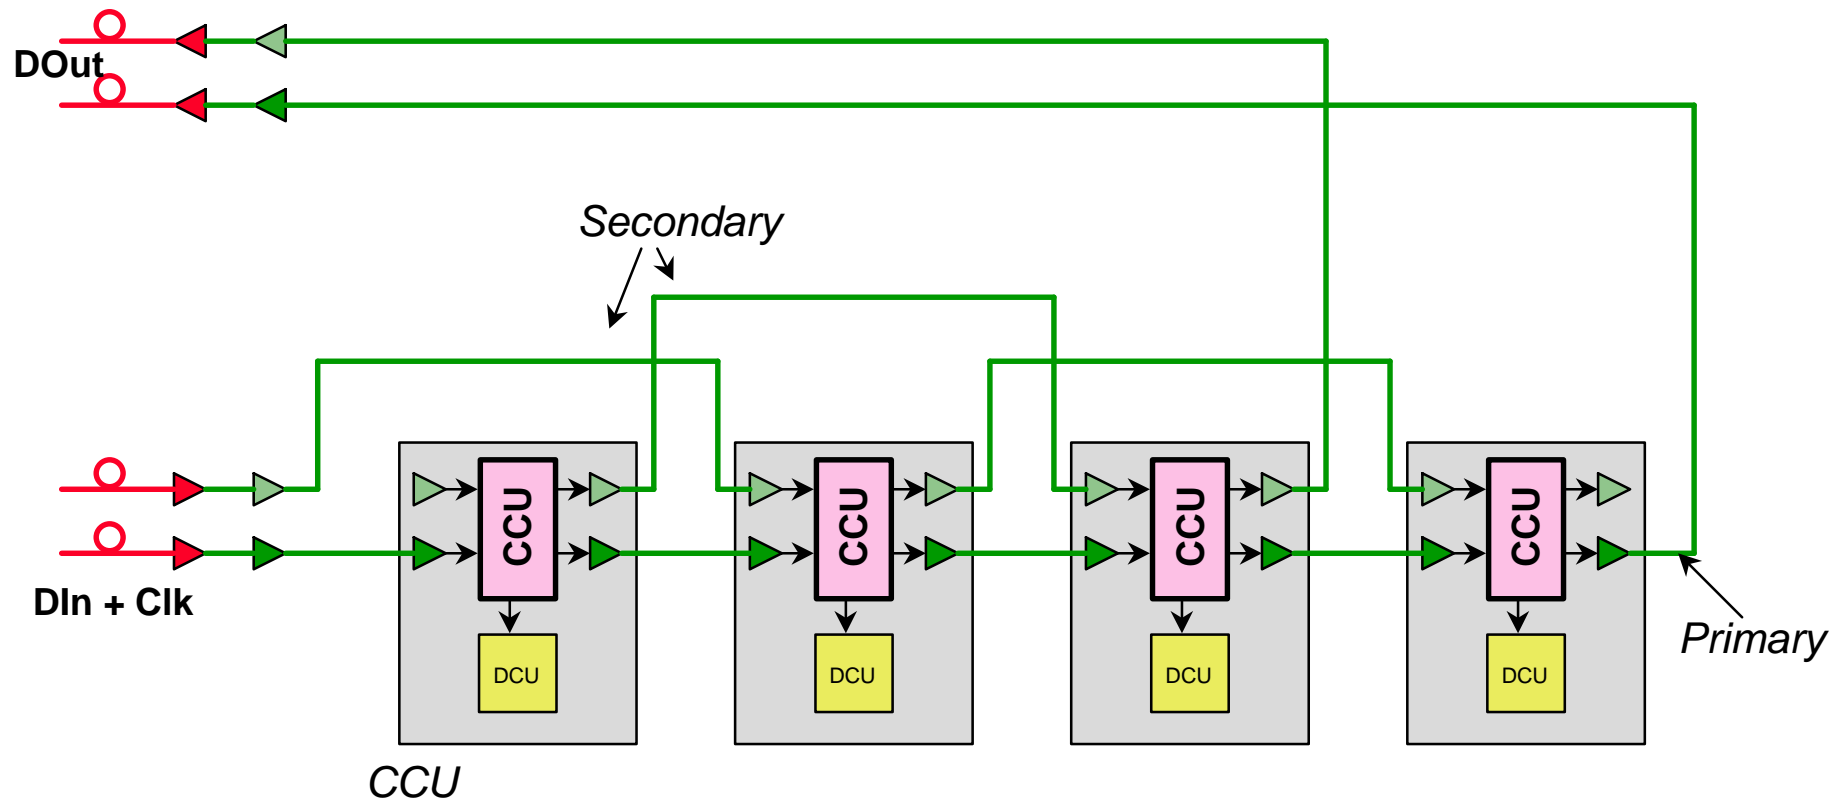 DOut
Secondary
DIn + Clk
CCU
CCU
CCU
CCU
DCU
DCU
DCU
DCU
Primary
CCU